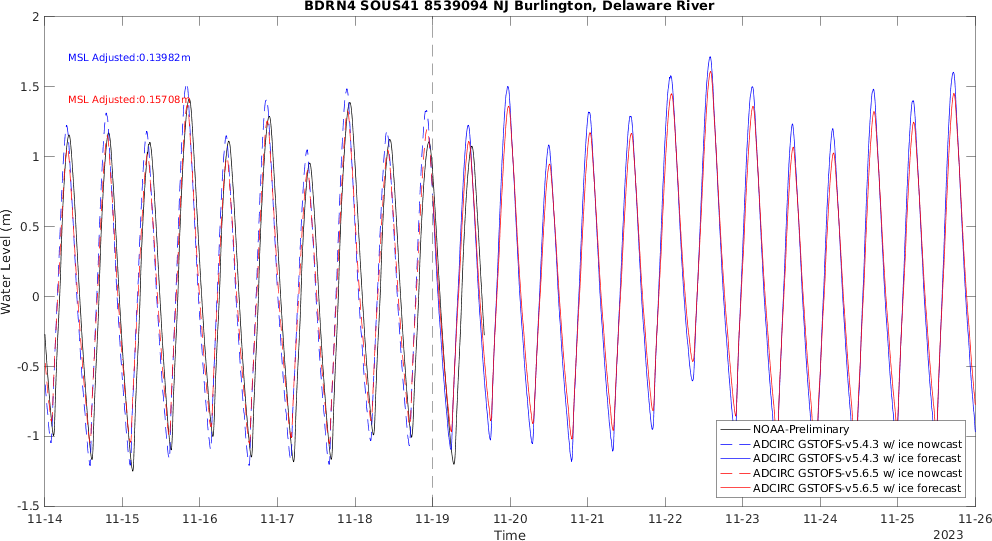 BDRN4 SOUS41 8539094 NJ Burlington, Delaware River
MSL Adjusted:0.13982m
MSL Adjusted:0.15708m
Water Level (m)
2
1.5
1
0.5
0
-0.5
-1
-1.5
NOAA-Preliminary
ADCIRC GSTOFS-v5.4.3 w/ ice nowcast
ADCIRC GSTOFS-v5.4.3 w/ ice forecast
ADCIRC GSTOFS-v5.6.5 w/ ice nowcast
ADCIRC GSTOFS-v5.6.5 w/ ice forecast
11-14 11-15 11-16 11-17 11-18 11-19 11-20 11-21 11-22 11-23 11-24 11-25 11-26
Time
2023